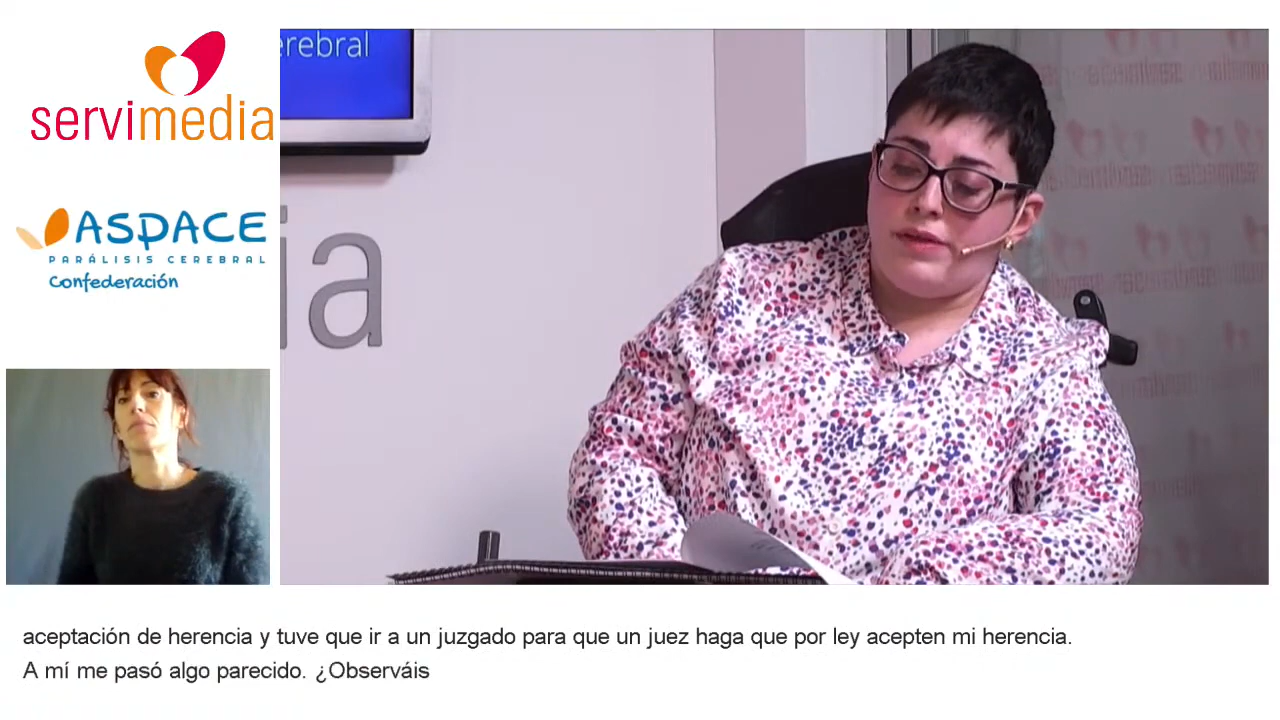 servimedia
ASPACE
PARÁLISIS CEREBRAL
Confederación
erebral
ia
aceptación de herencia y tuve que ir a un juzgado para que un juez haga que por ley acepten mi herencia.
A mí me pasó algo parecido. ¿Observáis